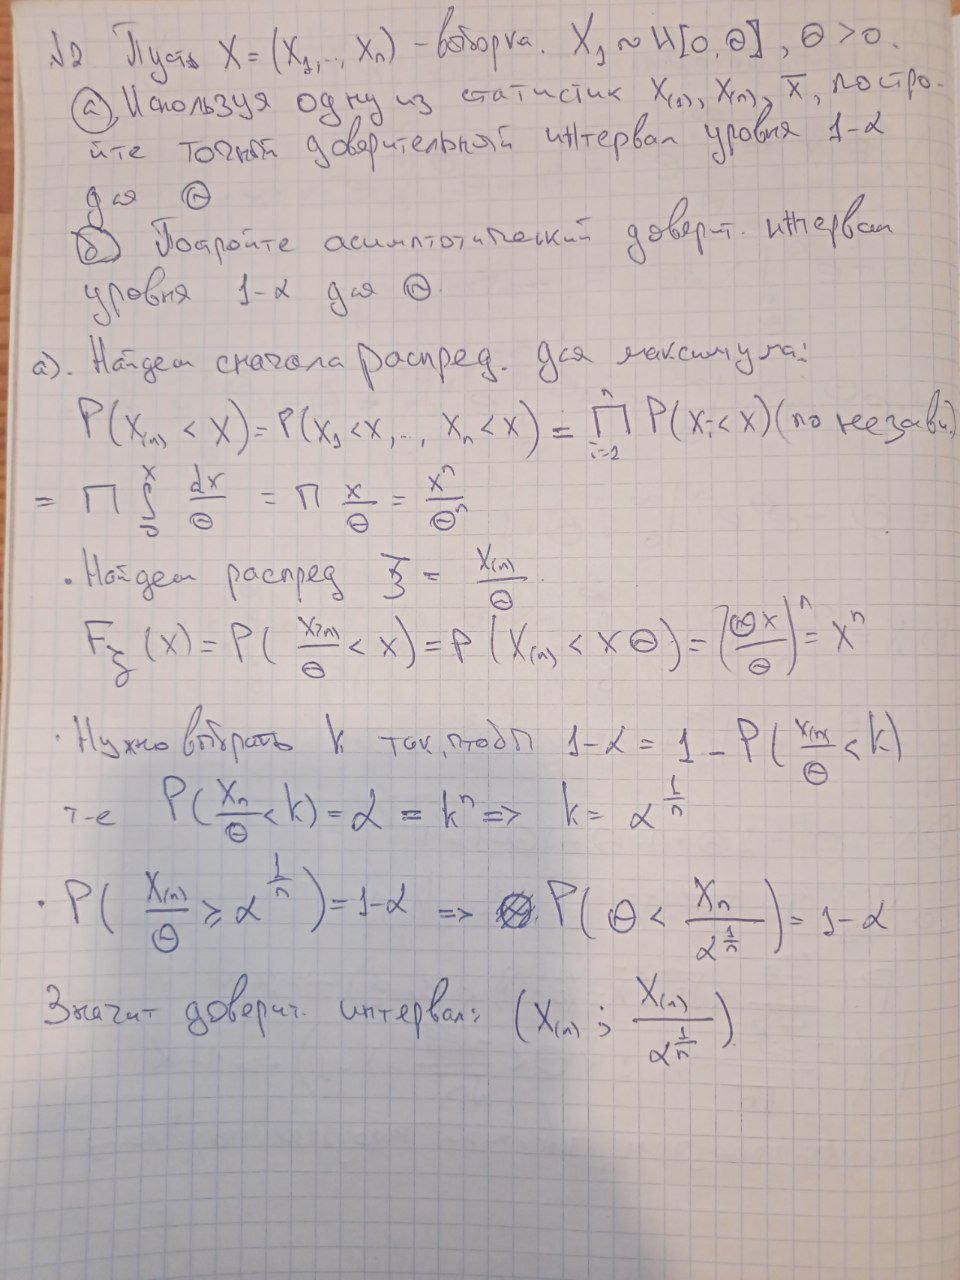 №2 Пусть X = (X₁,.., Xₙ) – выборка. X₁ ~ U[0, θ], θ > 0.
а) Используя одну из статистик X₍₁₎, X₍ₙ₎, X̄, постро-
йте точный доверительный интервал уровня 1-α
для θ
б) Постройте асимптотический доверит. интервал
уровня 1-α для θ.
а). Найдем сначала распред. для максимума:
P(X₍ₙ₎ < x) = P(X₁ < x,.., Xₙ < x) = ∏ⁿᵢ₌₁ P(Xᵢ < x) (по незави.)
= ∏ ∫₀ˣ dx/θ = ∏ x/θ = xⁿ/θⁿ
· Найдем распред ξ = X₍ₙ₎/θ.
F_ξ(x) = P(X₍ₙ₎/θ < x) = P(X₍ₙ₎ < xθ) = (θx/θ)ⁿ = xⁿ
· Нужно выбрать k так, чтобы 1-α = 1 - P(X₍ₙ₎/θ < k)
т-е P(Xₙ/θ < k) = α = kⁿ => k = α^(1/n)
· P(X₍ₙ₎/θ ≥ α^(1/n)) = 1-α => P(θ < Xₙ/α^(1/n)) = 1-α
Значит доверит. интервал: (X₍ₙ₎ ; X₍ₙ₎/α^(1/n)).